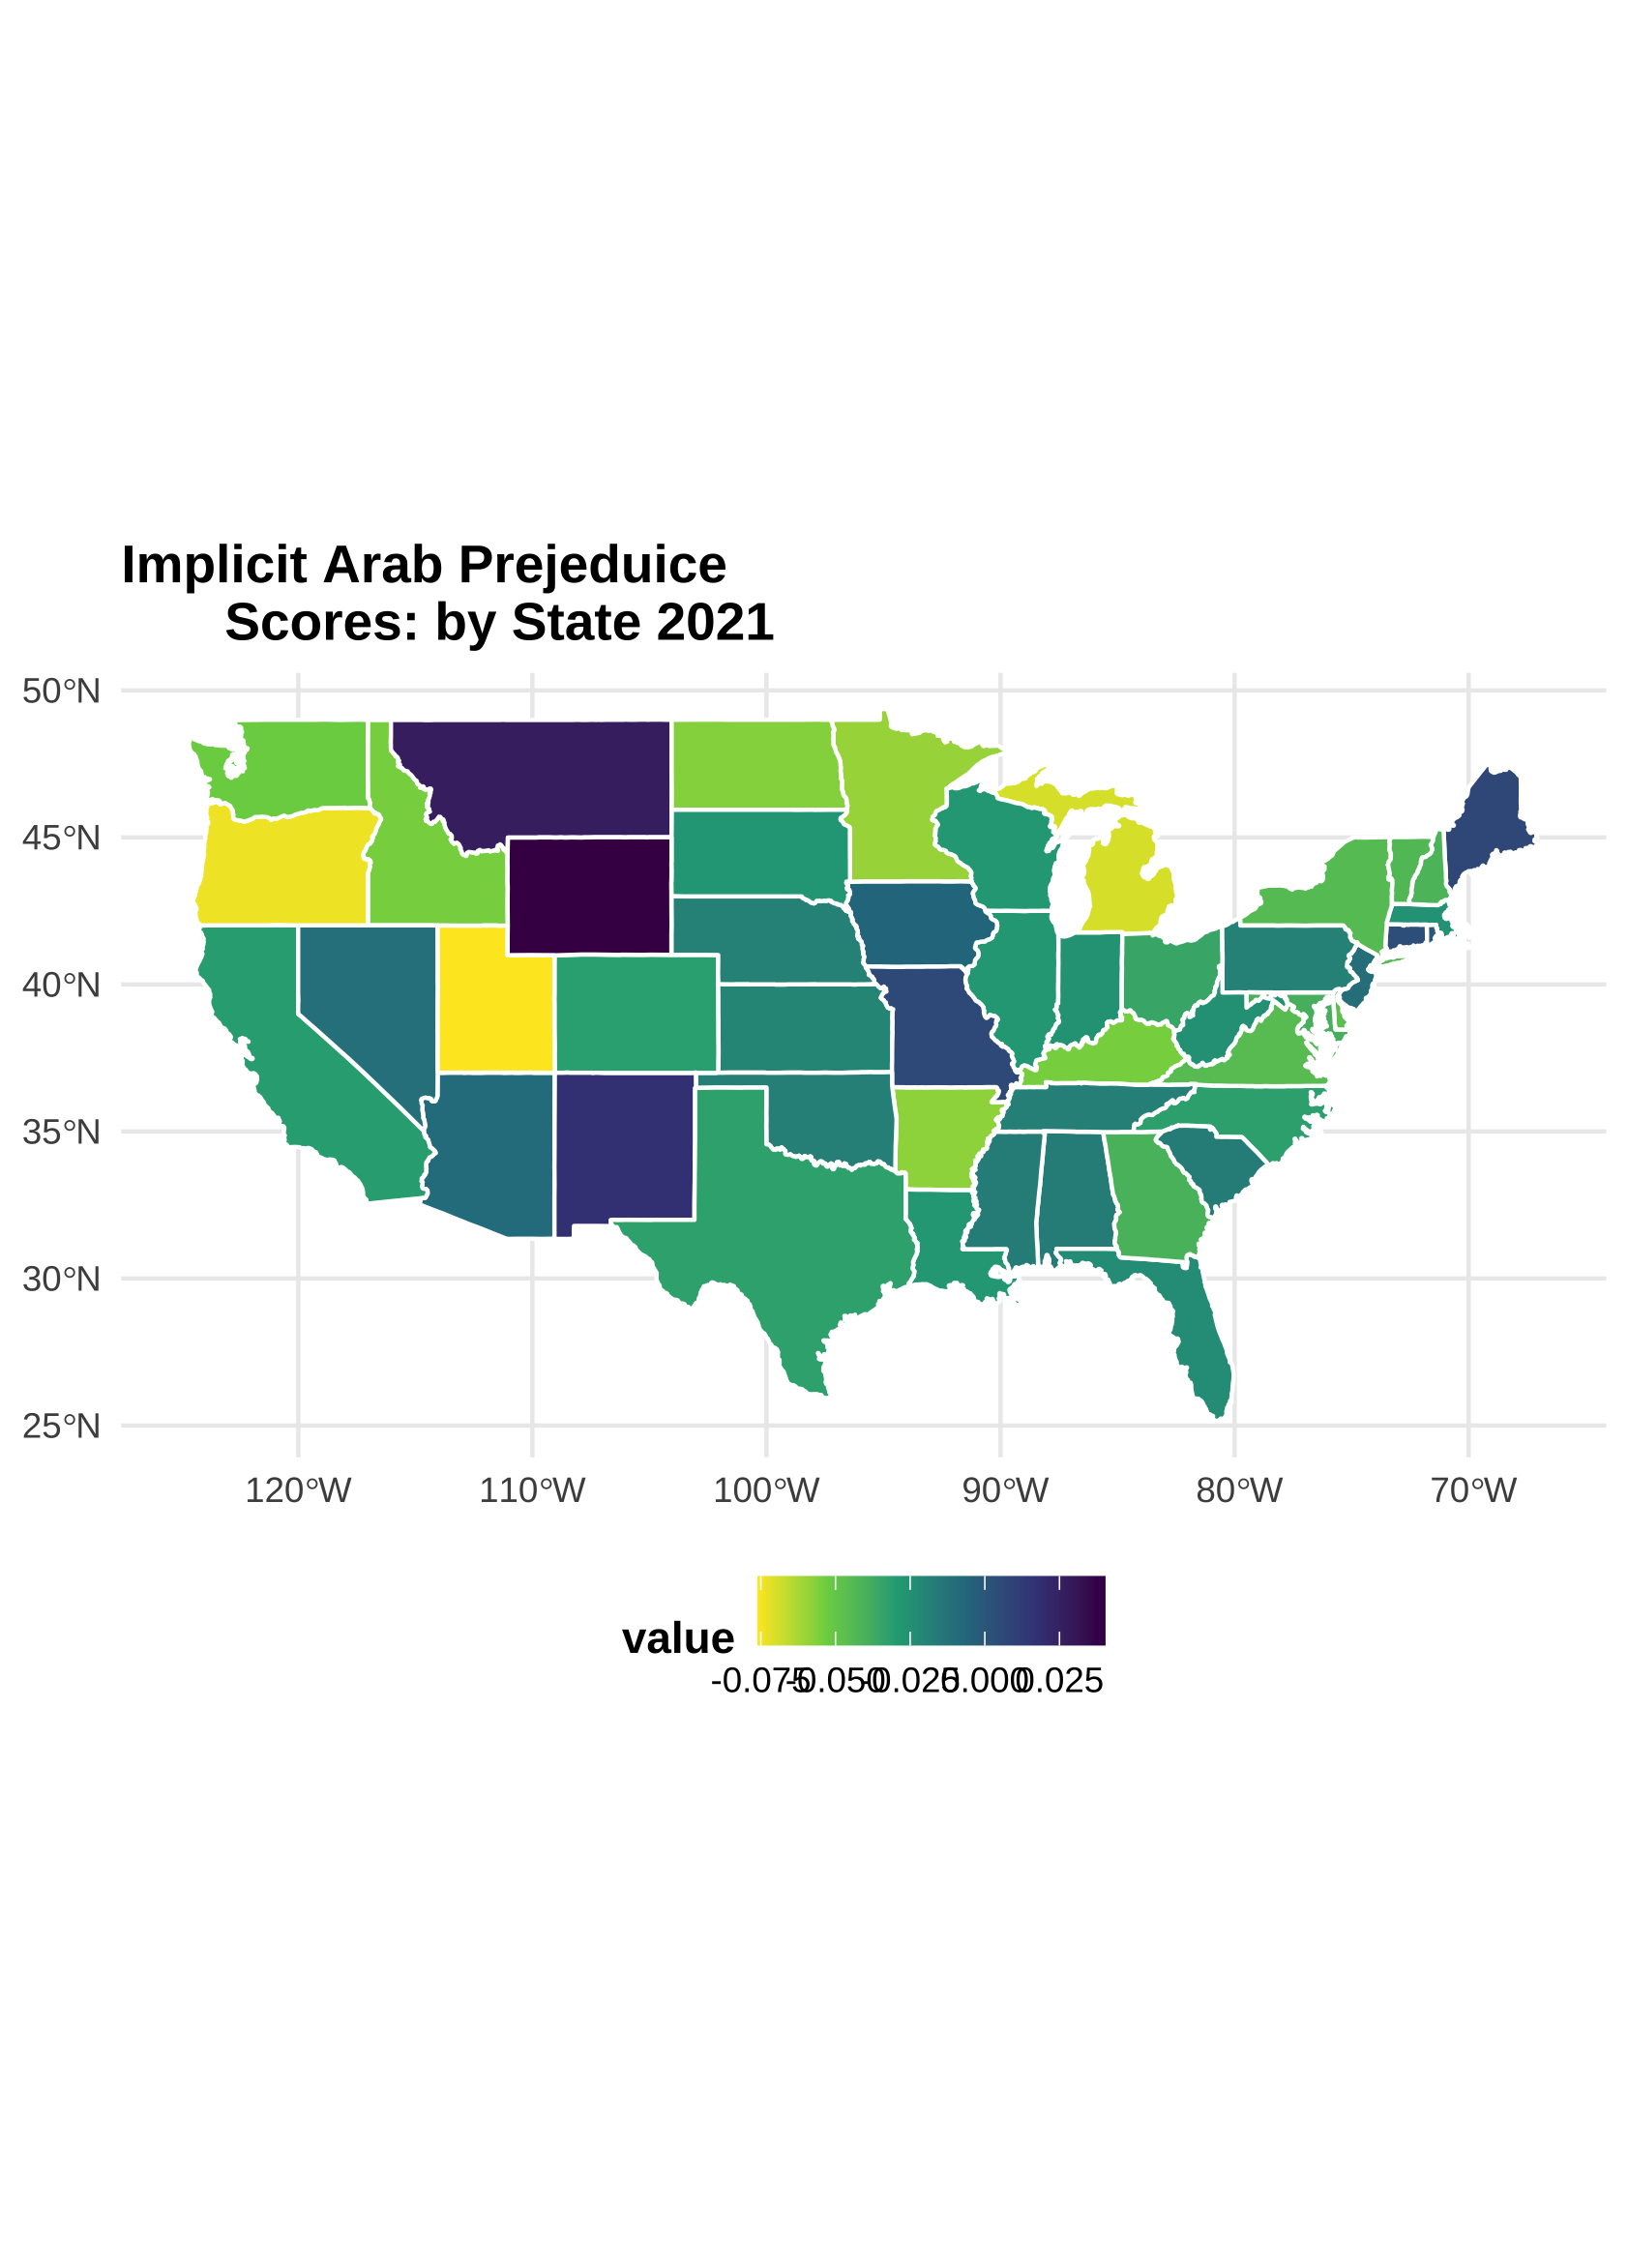 Implicit Arab Prejeduice
Scores: by State 2021
50°N
45°N
40°N
35°N
30°N
25°N
120°W 110°W 100°W 90°W 80°W 70°W
value
-0.075 -0.050 -0.025 0.000 0.025